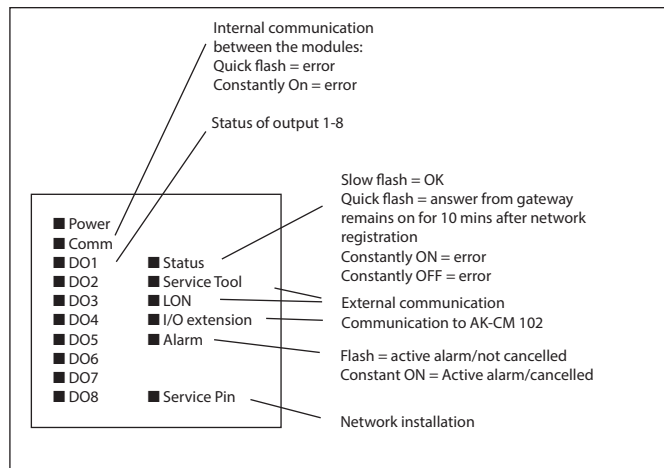 Internal communication
between the modules:
Quick flash = error
Constantly On = error
Status of output 1-8
Slow flash = OK
Quick flash = answer from gateway
remains on for 10 mins after network
registration
Constantly ON = error
Constantly OFF = error
Power
Comm
DO1
Status
DO2
Service Tool
DO3
LON
External communication
DO4
I/O extension
Communication to AK-CM 102
DO5
Alarm
Flash = active alarm/not cancelled
DO6
Constant ON = Active alarm/cancelled
DO7
DO8
Service Pin
Network installation